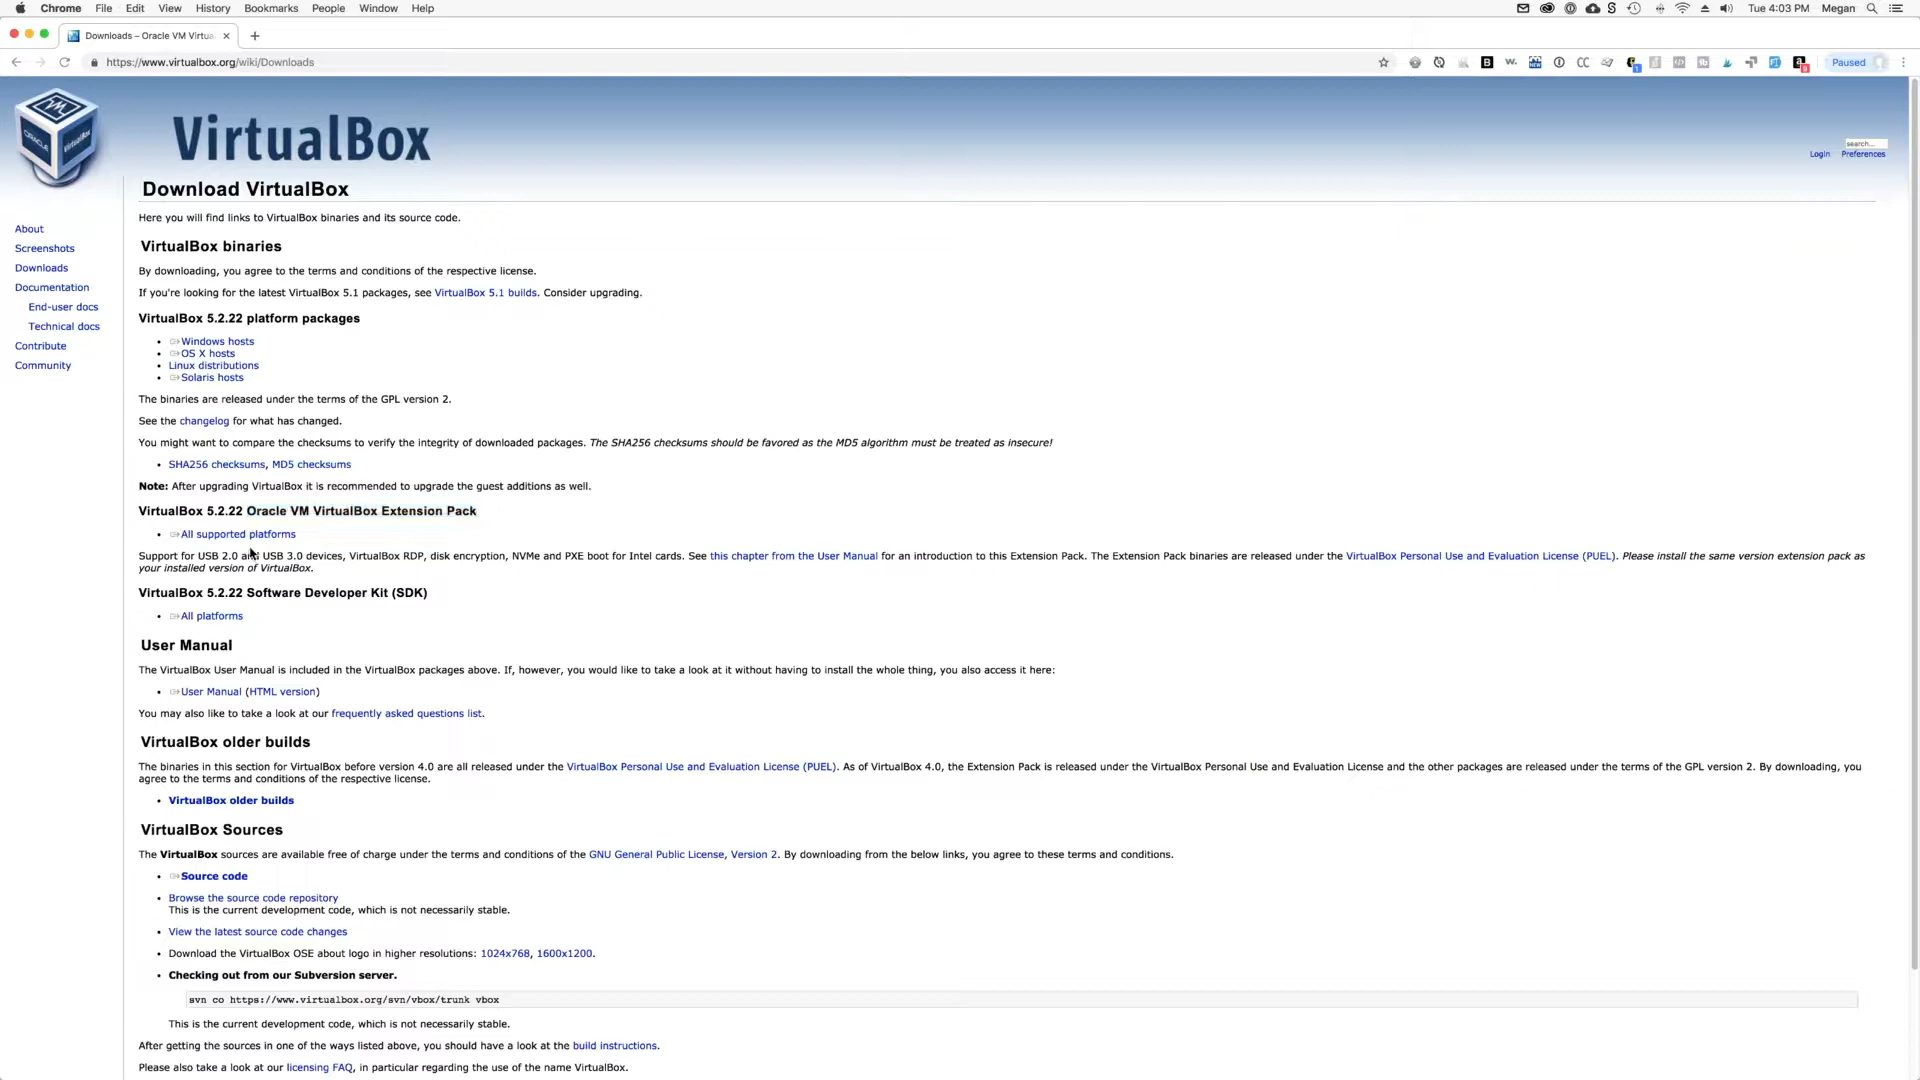 Chrome File Edit View History Bookmarks People Window Help
Tue 4:03 PM Megan
Downloads – Oracle VM Virtua
https://www.virtualbox.org/wiki/Downloads
Paused
VirtualBox
search...
Login Preferences
Download VirtualBox
Here you will find links to VirtualBox binaries and its source code.
About
Screenshots
Downloads
Documentation
End-user docs
Technical docs
Contribute
Community
VirtualBox binaries
By downloading, you agree to the terms and conditions of the respective license.
If you're looking for the latest VirtualBox 5.1 packages, see VirtualBox 5.1 builds. Consider upgrading.
VirtualBox 5.2.22 platform packages
• Windows hosts
• OS X hosts
• Linux distributions
• Solaris hosts
The binaries are released under the terms of the GPL version 2.
See the changelog for what has changed.
You might want to compare the checksums to verify the integrity of downloaded packages. The SHA256 checksums should be favored as the MD5 algorithm must be treated as insecure!
• SHA256 checksums, MD5 checksums
Note: After upgrading VirtualBox it is recommended to upgrade the guest additions as well.
VirtualBox 5.2.22 Oracle VM VirtualBox Extension Pack
• All supported platforms
Support for USB 2.0 and USB 3.0 devices, VirtualBox RDP, disk encryption, NVMe and PXE boot for Intel cards. See this chapter from the User Manual for an introduction to this Extension Pack. The Extension Pack binaries are released under the VirtualBox Personal Use and Evaluation License (PUEL). Please install the same version extension pack as
your installed version of VirtualBox.
VirtualBox 5.2.22 Software Developer Kit (SDK)
• All platforms
User Manual
The VirtualBox User Manual is included in the VirtualBox packages above. If, however, you would like to take a look at it without having to install the whole thing, you also access it here:
• User Manual (HTML version)
You may also like to take a look at our frequently asked questions list.
VirtualBox older builds
The binaries in this section for VirtualBox before version 4.0 are all released under the VirtualBox Personal Use and Evaluation License (PUEL). As of VirtualBox 4.0, the Extension Pack is released under the VirtualBox Personal Use and Evaluation License and the other packages are released under the terms of the GPL version 2. By downloading, you
agree to the terms and conditions of the respective license.
• VirtualBox older builds
VirtualBox Sources
The VirtualBox sources are available free of charge under the terms and conditions of the GNU General Public License, Version 2. By downloading from the below links, you agree to these terms and conditions.
• Source code
• Browse the source code repository
This is the current development code, which is not necessarily stable.
• View the latest source code changes
• Download the VirtualBox OSE about logo in higher resolutions: 1024x768, 1600x1200.
• Checking out from our Subversion server.
svn co https://www.virtualbox.org/svn/vbox/trunk vbox
This is the current development code, which is not necessarily stable.
After getting the sources in one of the ways listed above, you should have a look at the build instructions.
Please also take a look at our licensing FAQ, in particular regarding the use of the name VirtualBox.